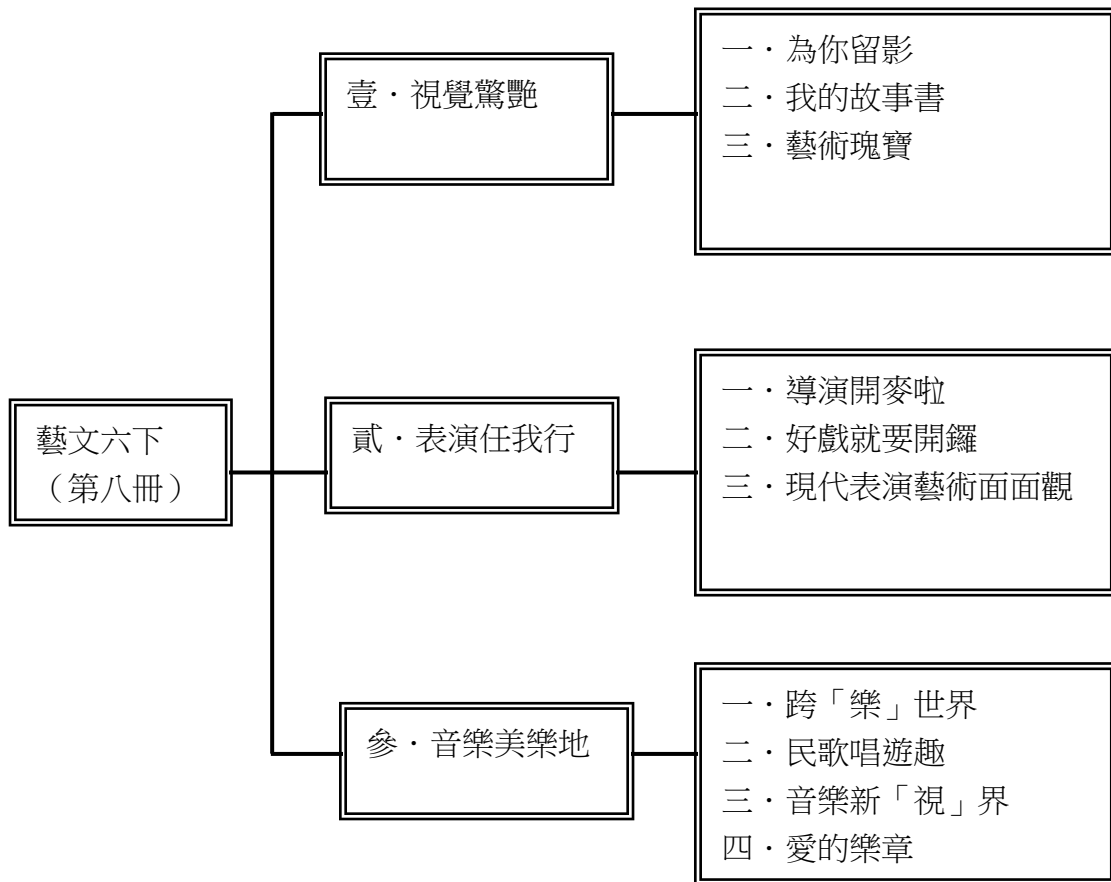 藝文六下
（第八冊）
壹．視覺驚艷
一．為你留影
二．我的故事書
三．藝術瑰寶
貳．表演任我行
一．導演開麥啦
二．好戲就要開鑼
三．現代表演藝術面面觀
參．音樂美樂地
一．跨「樂」世界
二．民歌唱遊趣
三．音樂新「視」界
四．愛的樂章